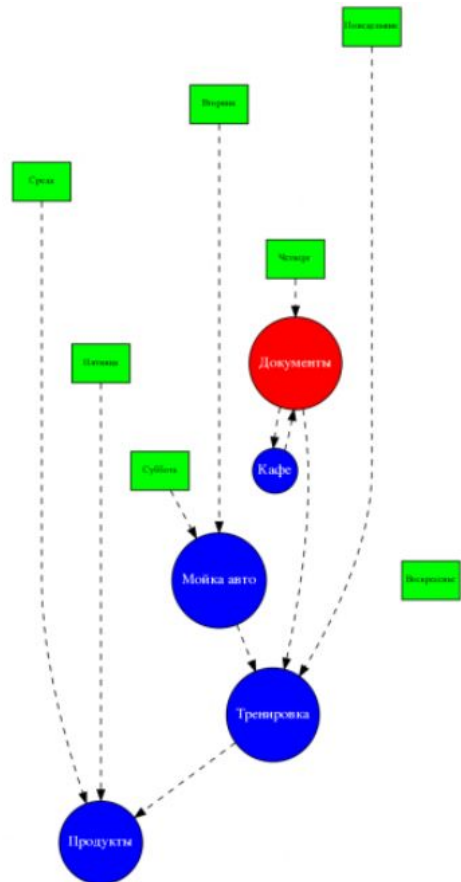 Понедельник
Вторник
Среда
Четверг
Документы
Пятница
Суббота
Кафе
Мойка авто
Воскресенье
Тренировка
Продукты